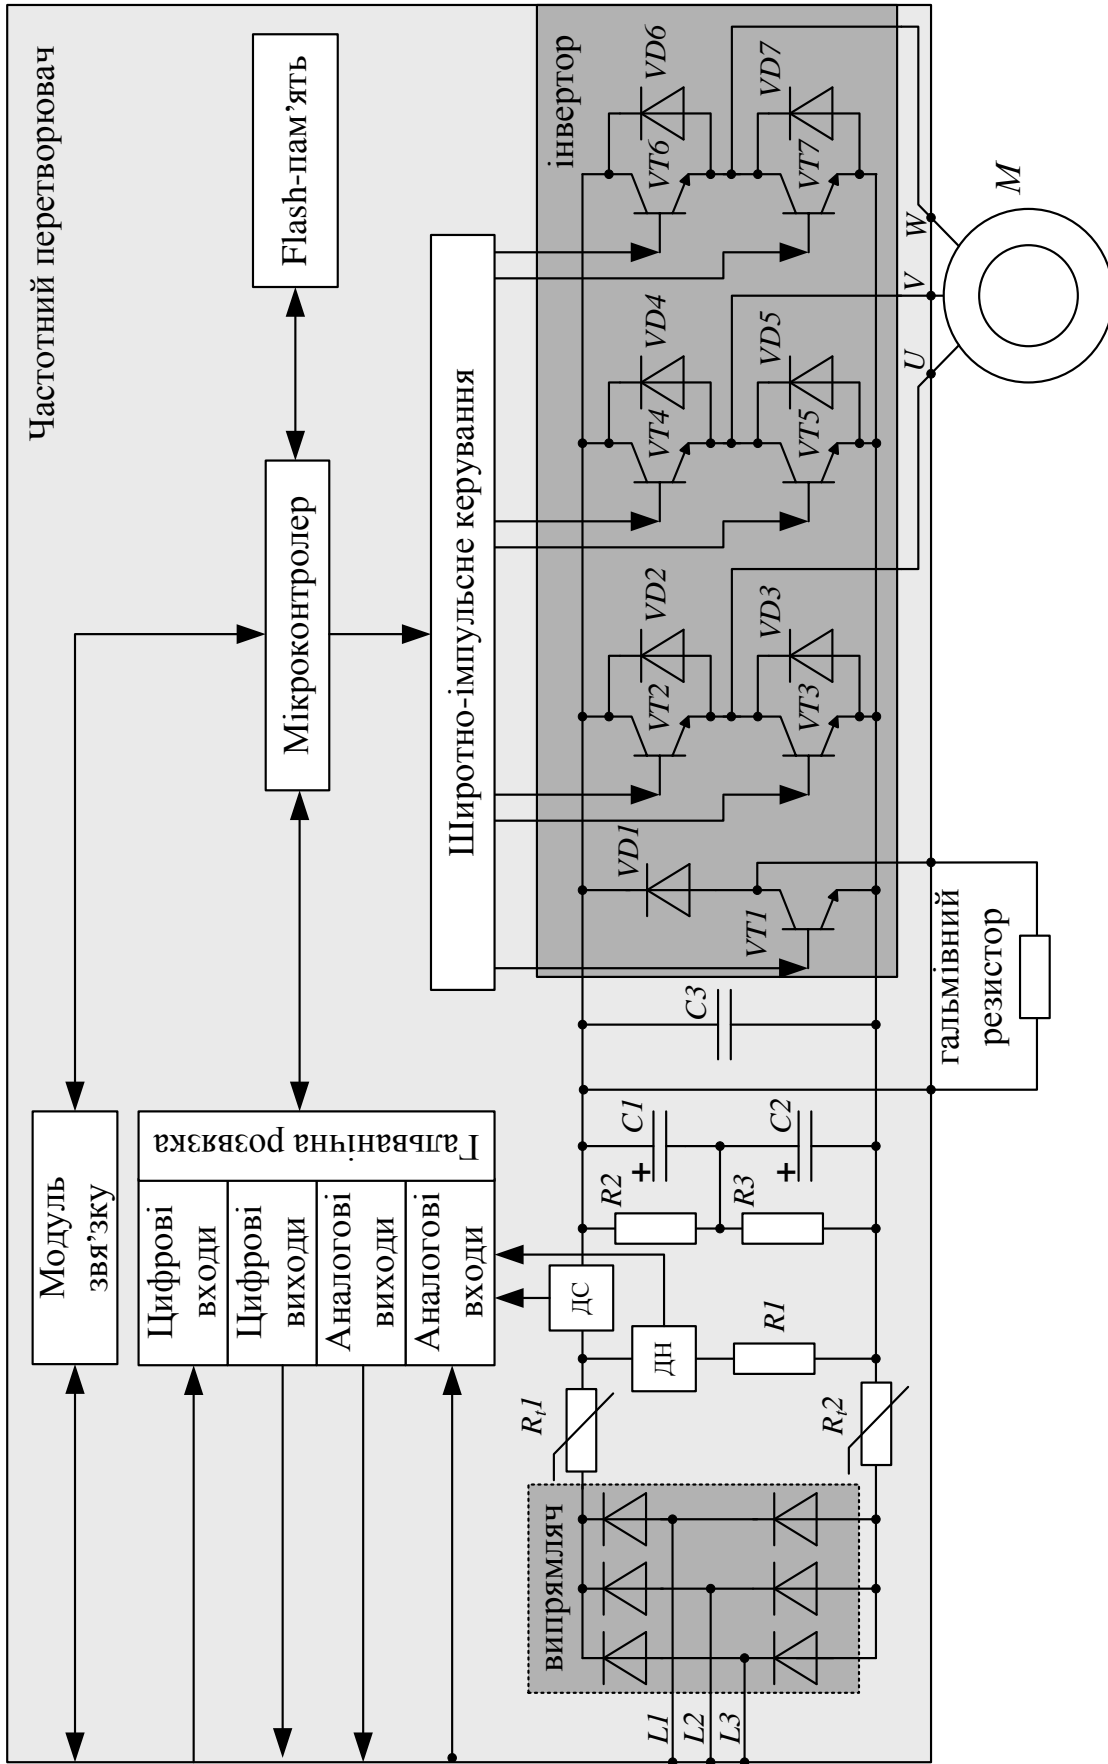 Частотний перетворювач
Flash-пам’ять
Мікроконтролер
Модуль
звя’зку
Гальванічна розвязка
Цифрові
входи
Цифрові
виходи
Аналогові
виходи
Аналогові
входи
Широтно-імпульсне керування
інвертор
випрямляч
L1
L2
L3
Rt1
Rt2
ДС
ДН
R1
R2
R3
C1
C2
C3
VD1
VT1
VT2
VD2
VT3
VD3
VT4
VD4
VT5
VD5
VT6
VD6
VT7
VD7
U
V
W
M
гальмівний
резистор